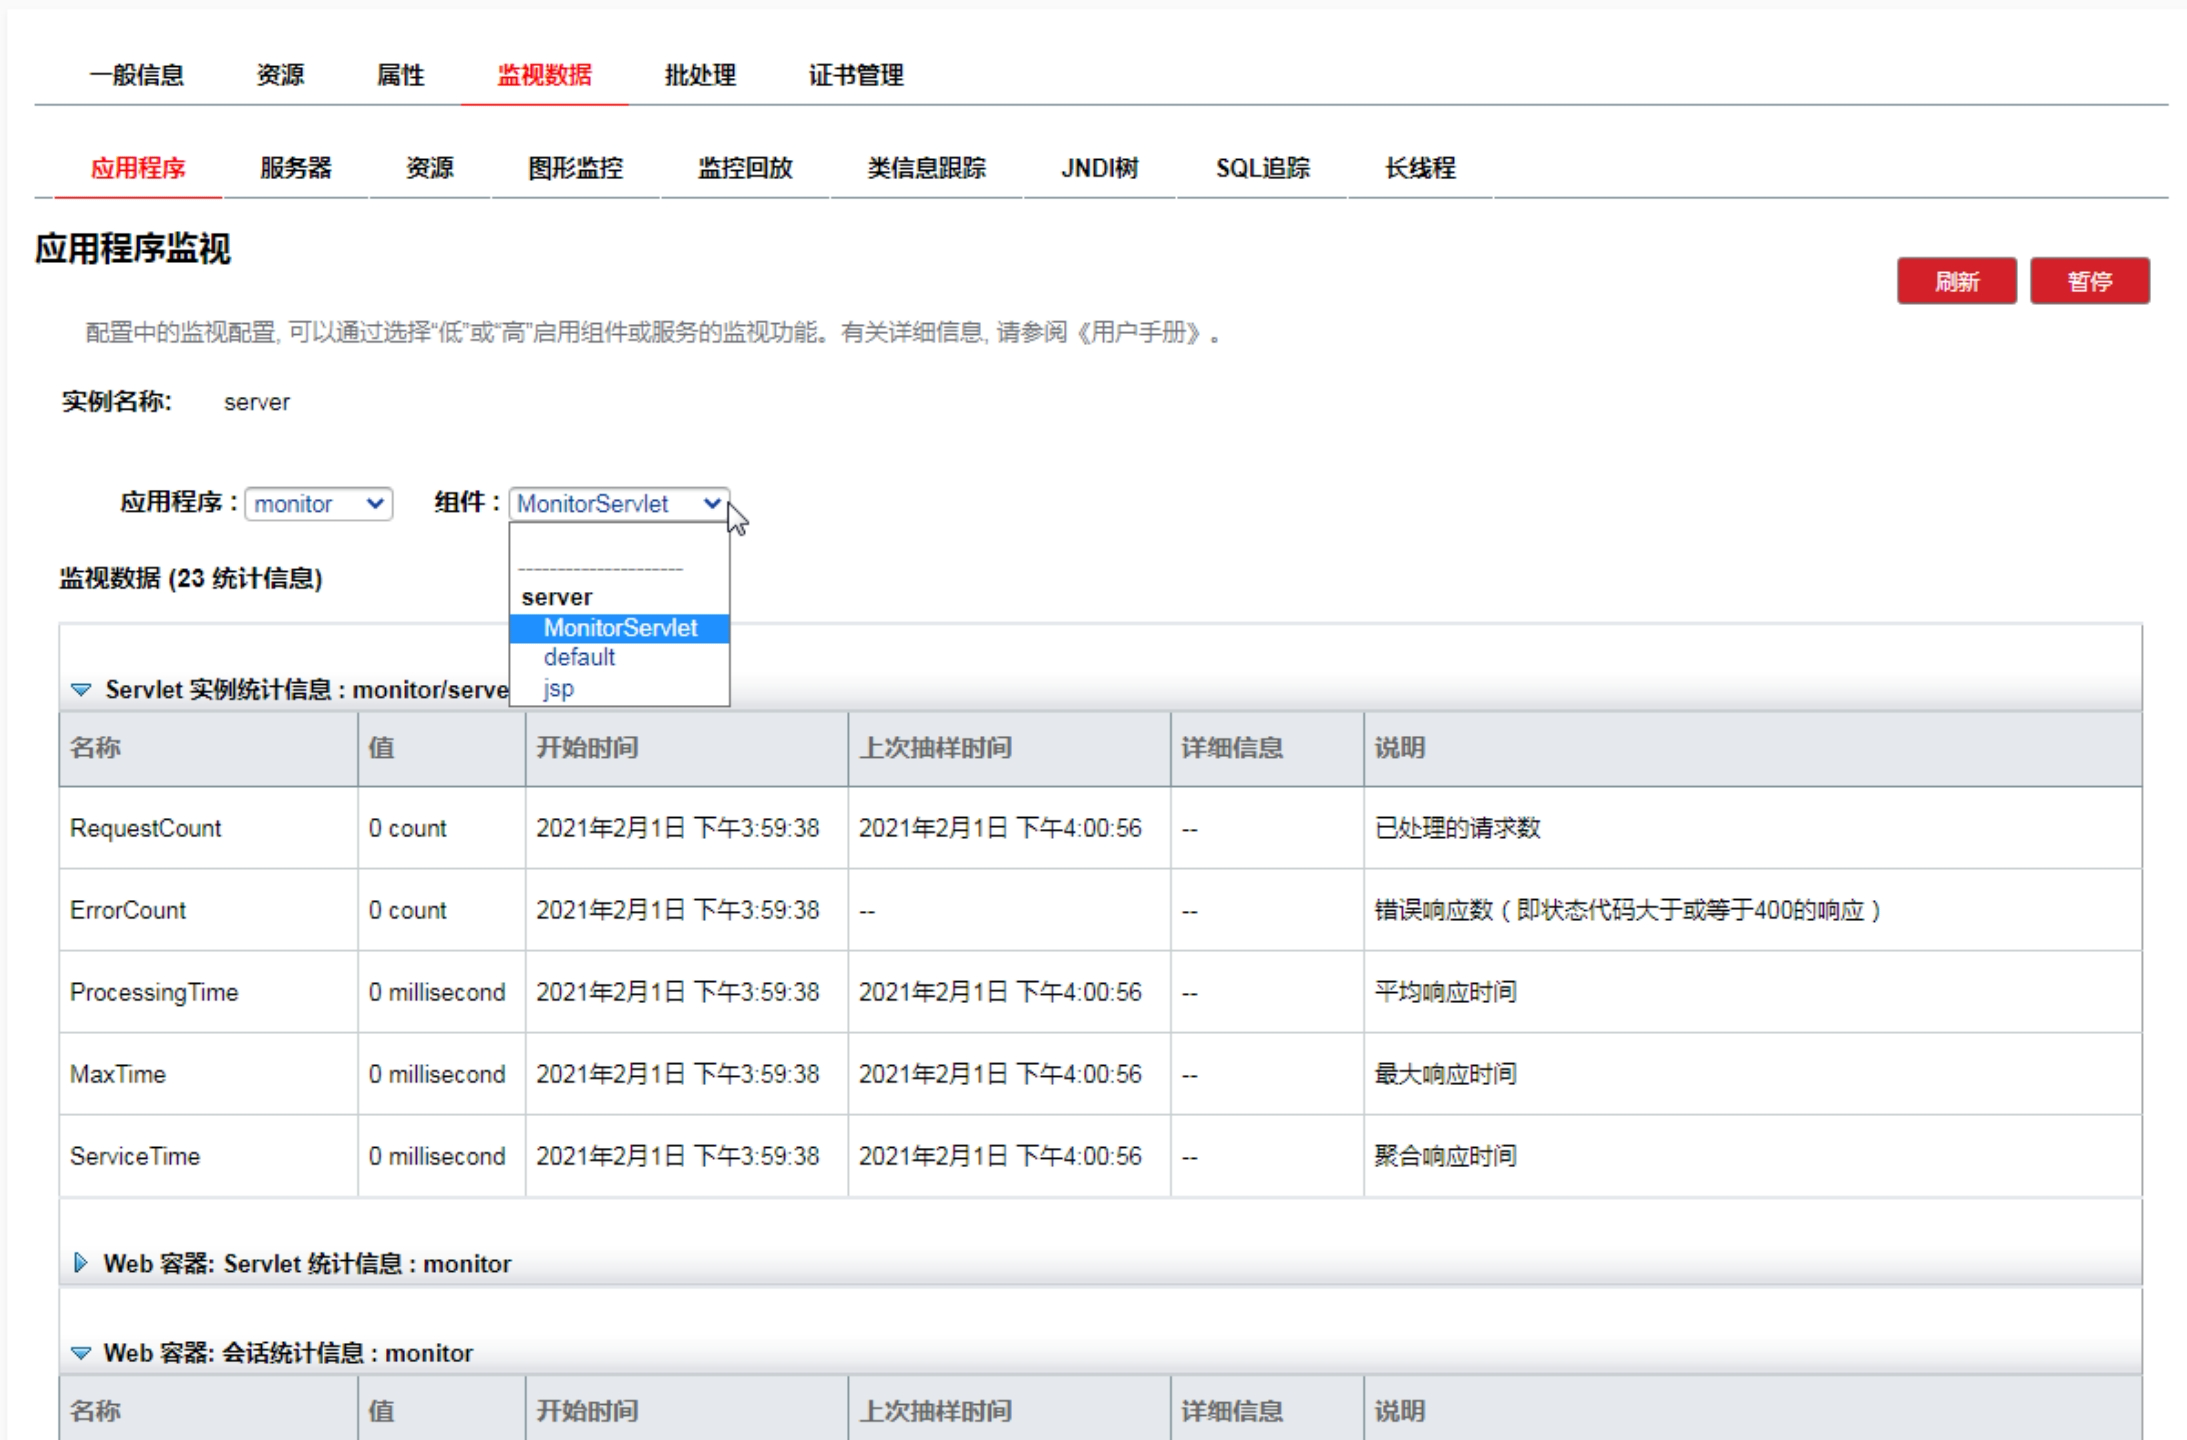 一般信息 资源 属性 监视数据 批处理 证书管理
应用程序 服务器 资源 图形监控 监控回放 类信息跟踪 JNDI树 SQL追踪 长线程
应用程序监视
刷新 暂停
配置中的监视配置, 可以通过选择“低”或“高”启用组件或服务的监视功能。有关详细信息, 请参阅《用户手册》。
实例名称: server
应用程序 : monitor 组件 : MonitorServlet
---------------------
server
MonitorServlet
default
jsp
监视数据 (23 统计信息)
Servlet 实例统计信息 : monitor/serve
名称 值 开始时间 上次抽样时间 详细信息 说明
RequestCount 0 count 2021年2月1日 下午3:59:38 2021年2月1日 下午4:00:56 -- 已处理的请求数
ErrorCount 0 count 2021年2月1日 下午3:59:38 -- -- 错误响应数 ( 即状态代码大于或等于400的响应 )
ProcessingTime 0 millisecond 2021年2月1日 下午3:59:38 2021年2月1日 下午4:00:56 -- 平均响应时间
MaxTime 0 millisecond 2021年2月1日 下午3:59:38 2021年2月1日 下午4:00:56 -- 最大响应时间
ServiceTime 0 millisecond 2021年2月1日 下午3:59:38 2021年2月1日 下午4:00:56 -- 聚合响应时间
Web 容器: Servlet 统计信息 : monitor
Web 容器: 会话统计信息 : monitor
名称 值 开始时间 上次抽样时间 详细信息 说明